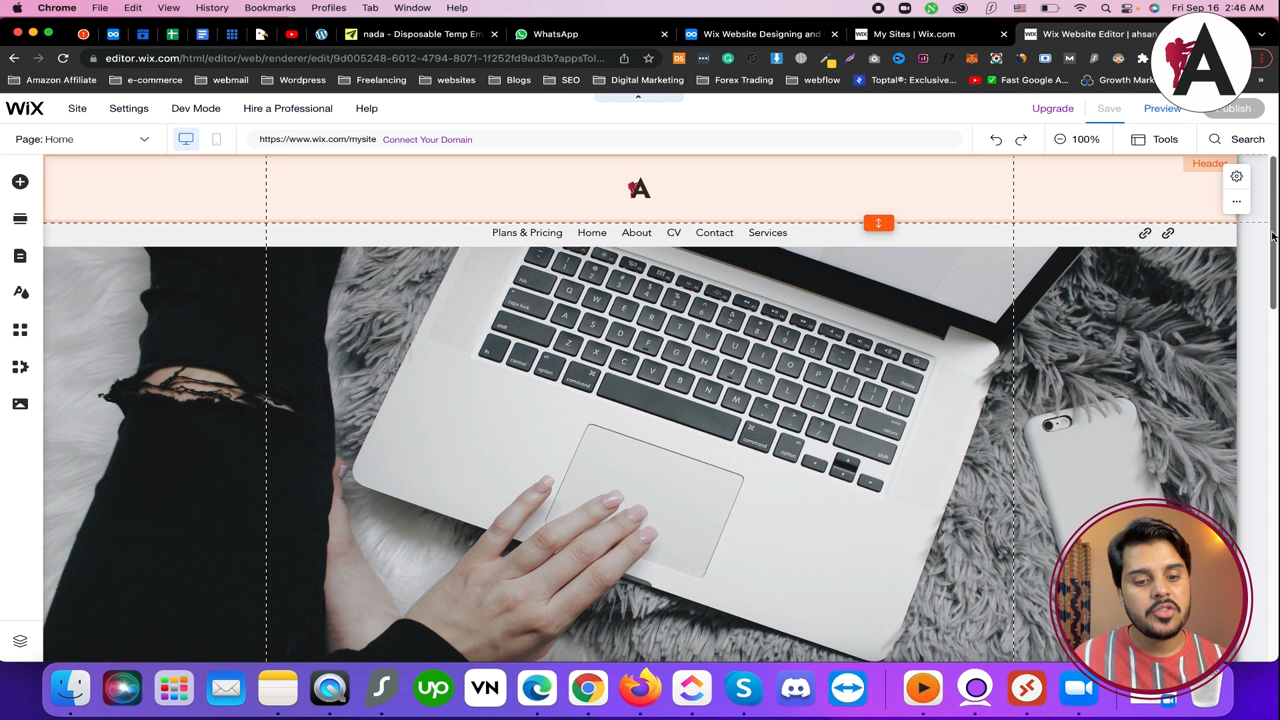 Chrome File Edit View History Bookmarks Profiles Tab Window Help Fri Sep 16 2:46 AM
nada - Disposable Temp Em WhatsApp Wix Website Designing and My Sites | Wix.com Wix Website Editor | ahsan
editor.wix.com/html/editor/web/renderer/edit/9d005248-6012-4794-8071-1f252fd9ad3b?appsTol...
Amazon Affiliate e-commerce webmail Wordpress Freelancing websites Blogs SEO Digital Marketing Forex Trading webflow Toptal®: Exclusive... Fast Google A... Growth Mark
WiX Site Settings Dev Mode Hire a Professional Help Upgrade Save Preview Publish
Page: Home https://www.wix.com/mysite Connect Your Domain 100% Tools Search
Header
A
Plans & Pricing Home About CV Contact Services